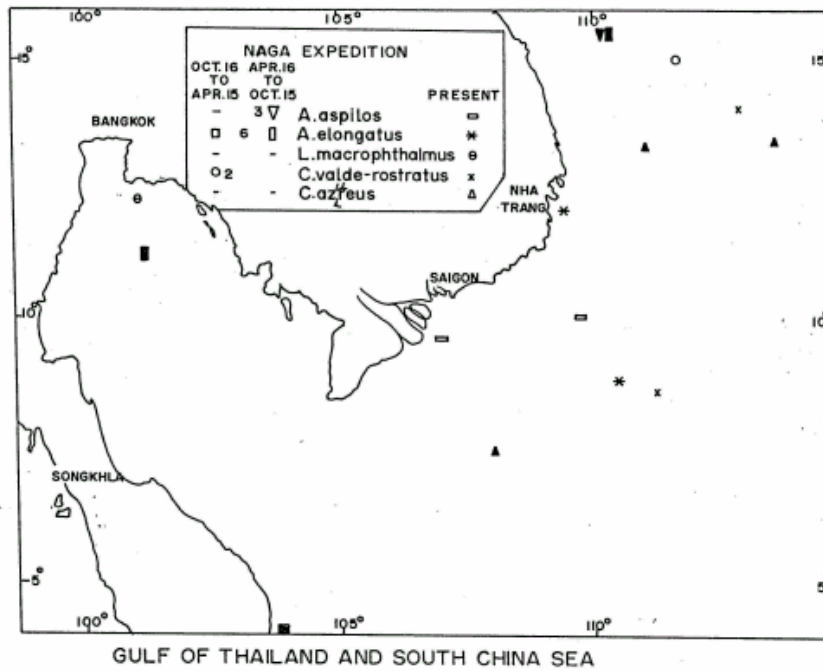 100° 105° 110°
15° 15
NAGA EXPEDITION
OCT. 16 APR. 16
TO TO
APR. 15 OCT. 15 PRESENT
- 3 A. aspilos
6 A. elongatus
- - L. macrophthalmus
2 C. valde-rostratus
- - C. aztreus
BANGKOK
NHA
TRANG
SAIGON
10° 10
SONGKHLA
5° 5
100° 105° 110°
GULF OF THAILAND AND SOUTH CHINA SEA